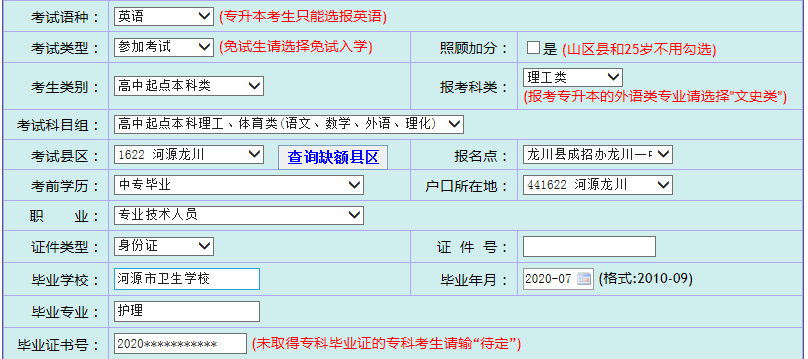 考试语种： 英语 (专升本考生只能选报英语)
考试类型： 参加考试 (免试生请选择免试入学) 照顾加分： 是 (山区县和25岁不用勾选)
考生类别： 高中起点本科类 报考科类： 理工类
(报考专升本的外语类专业请选择"文史类")
考试科目组： 高中起点本科理工、体育类(语文、数学、外语、理化)
考试县区： 1622 河源龙川 查询缺额县区 报名点： 龙川县成招办龙川一中
考前学历： 中专毕业 户口所在地： 441622 河源龙川
职 业： 专业技术人员
证件类型： 身份证 证 件 号：
毕业学校： 河源市卫生学校 毕业年月： 2020-07 (格式:2010-09)
毕业专业： 护理
毕业证书号： 2020*********** (未取得专科毕业证的专科考生请输“待定”)